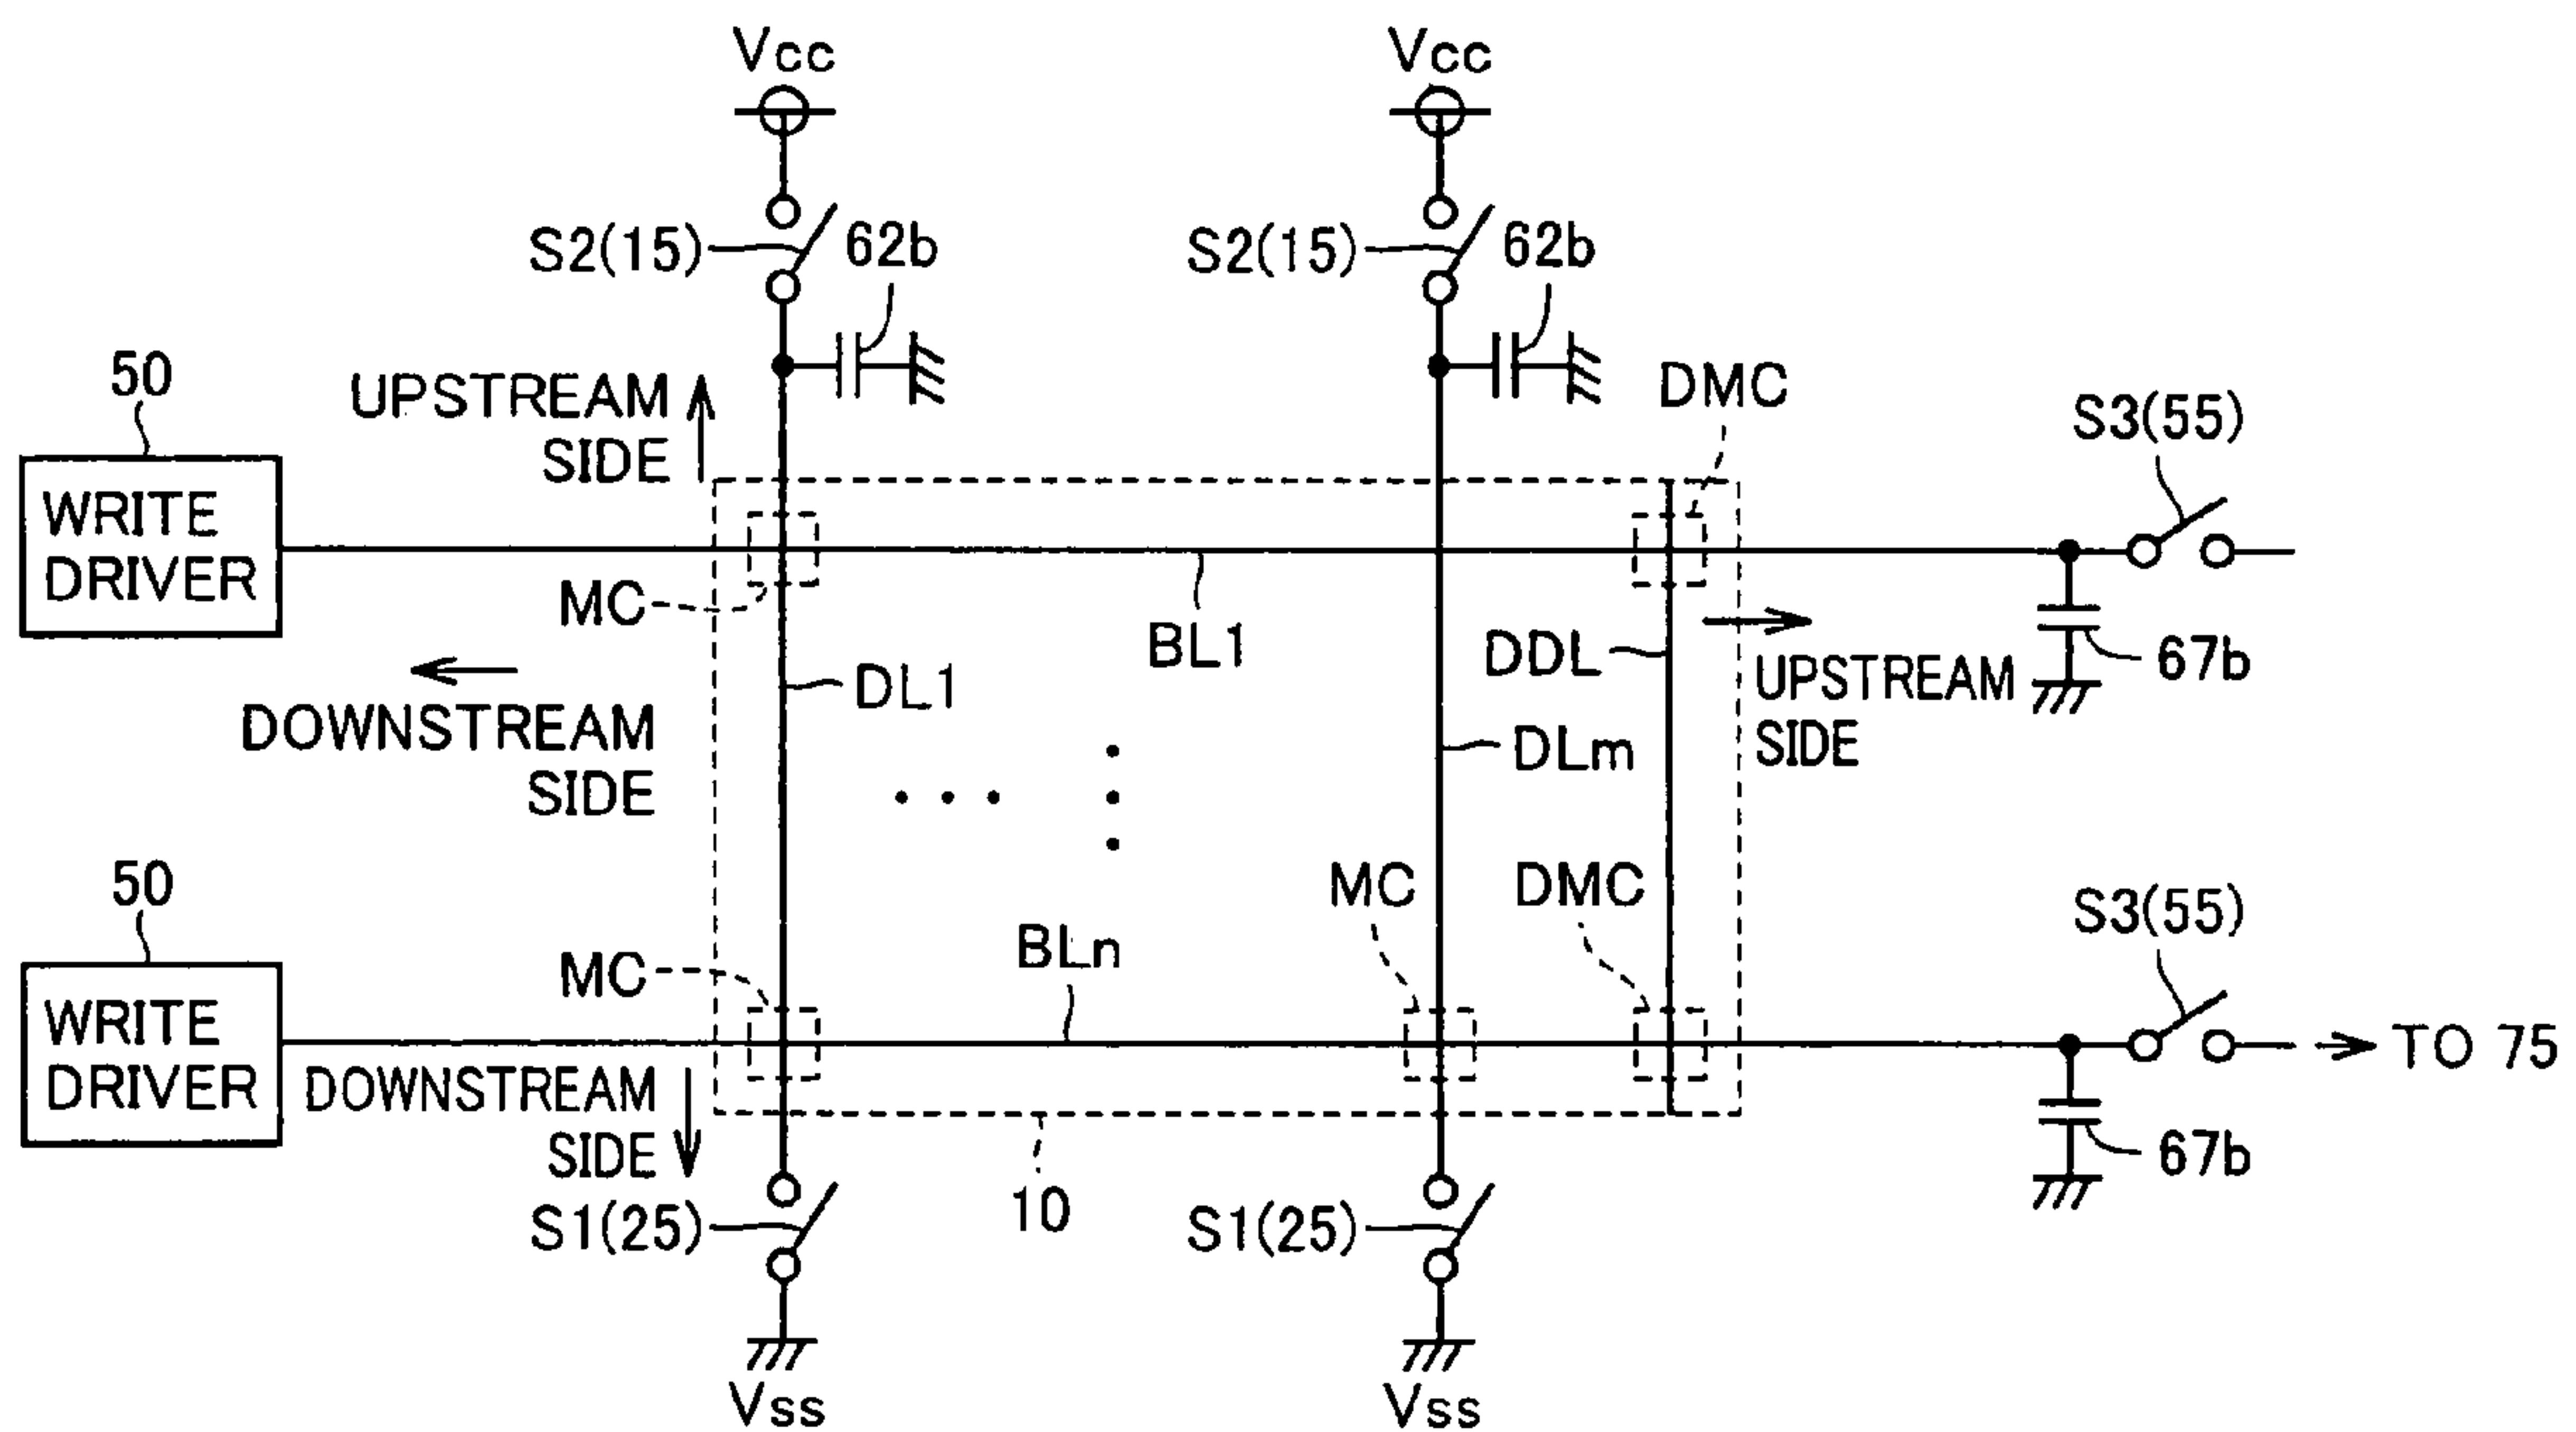 Vcc
Vcc
S2(15)
62b
S2(15)
62b
50
UPSTREAM
SIDE
DMC
S3(55)
WRITE
DRIVER
MC
BL1
DDL
67b
UPSTREAM
SIDE
DL1
DOWNSTREAM
SIDE
DLm
50
MC
DMC
S3(55)
BLn
MC
WRITE
DRIVER
DOWNSTREAM
SIDE
TO 75
67b
10
S1(25)
S1(25)
Vss
Vss